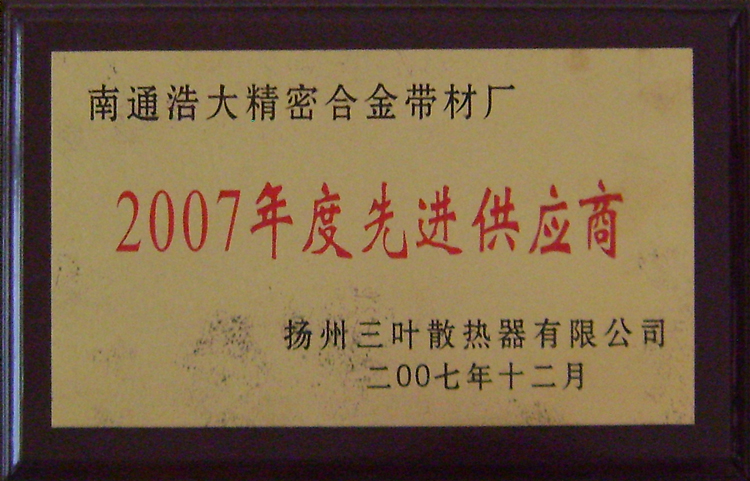 南通浩大精密合金带材厂
2007年度先进供应商
扬州三叶散热器有限公司
二00七年十二月